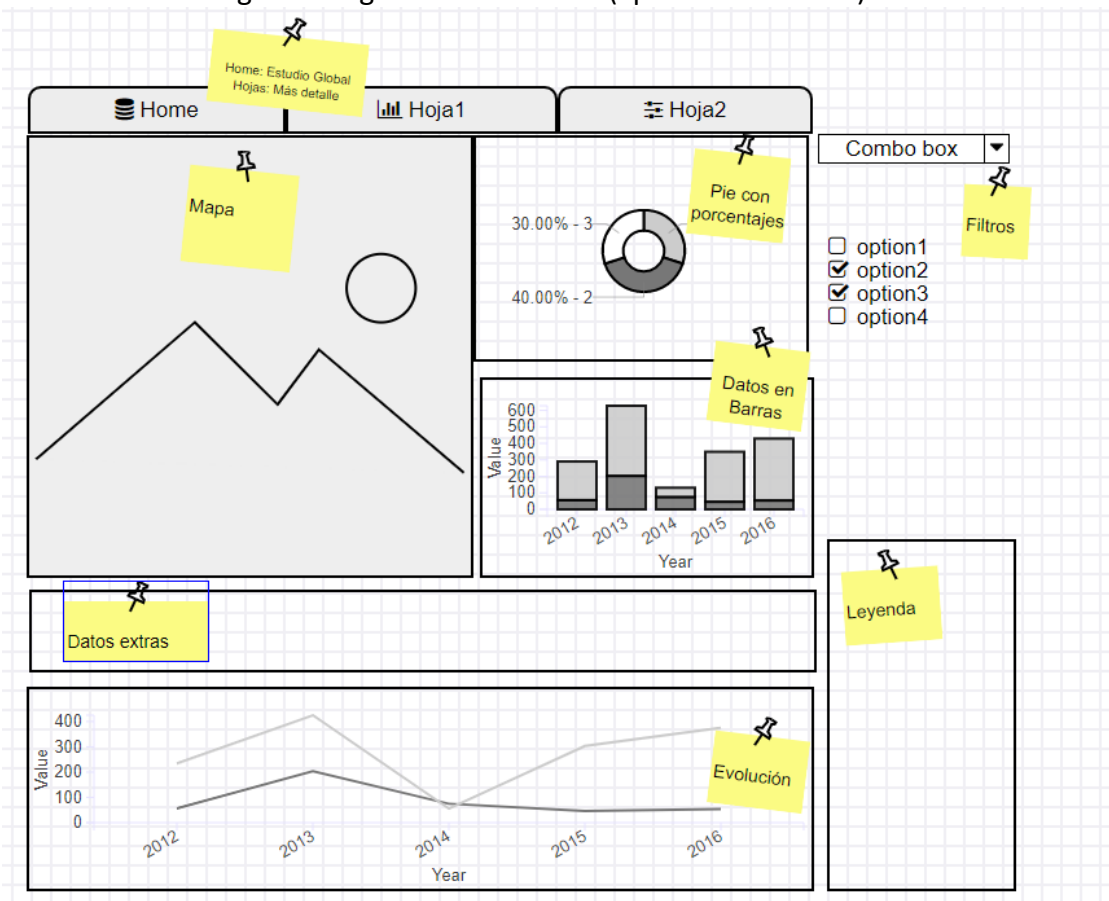 Home: Estudio Global
Hojas: Más detalle
Home
Hoja1
Hoja2
Mapa
Pie con
porcentajes
30.00% - 3
40.00% - 2
Combo box
Filtros
option1
option2
option3
option4
Datos en
Barras
600
500
400
300
200
100
0
Value
2012
2013
2014
2015
2016
Year
Datos extras
Leyenda
400
300
200
100
0
Value
Evolución
2012
2013
2014
2015
2016
Year